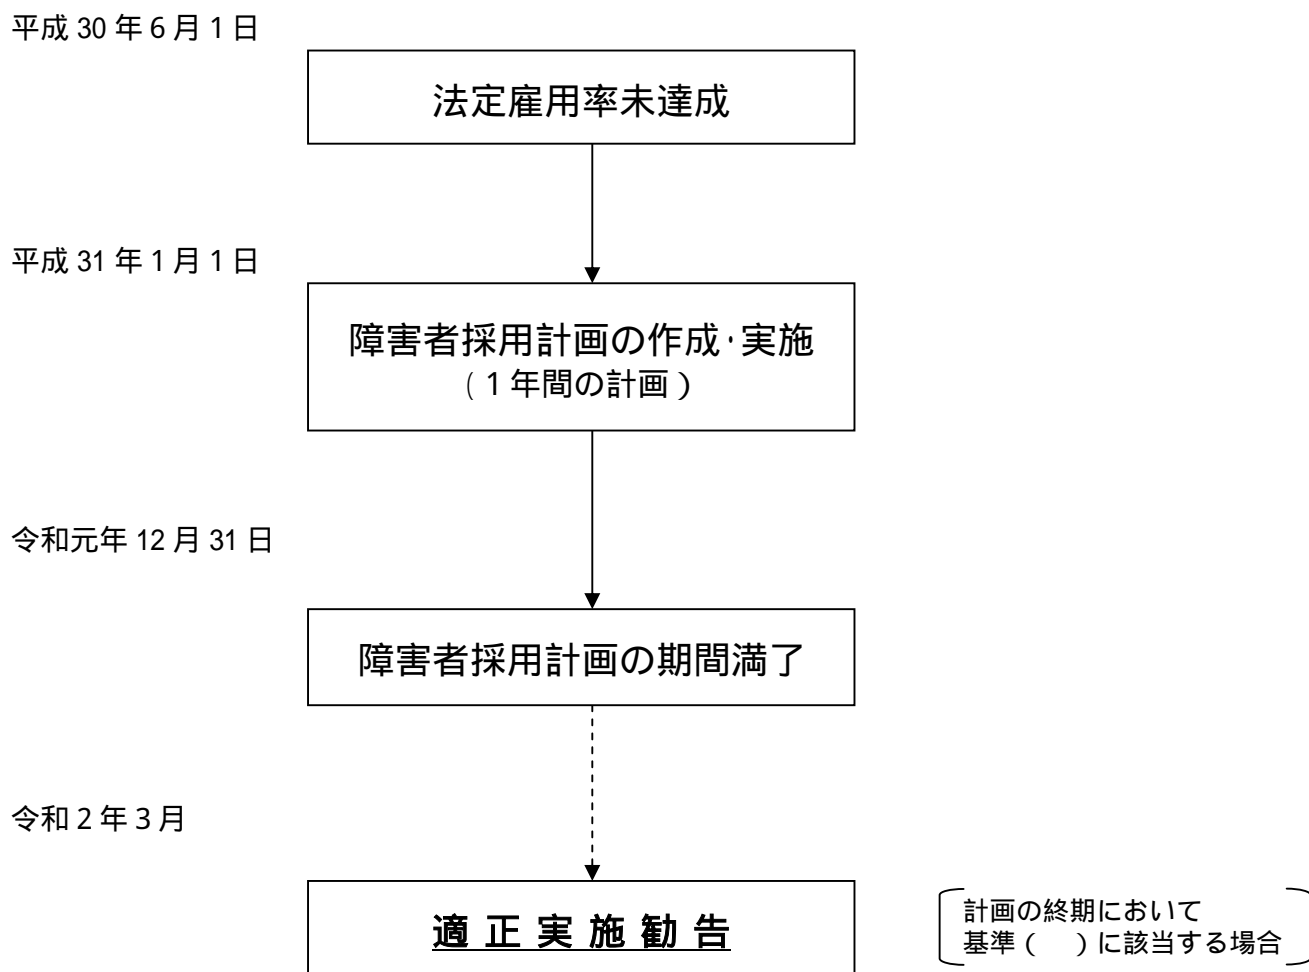 平成 30 年 6 月 1 日
法定雇用率未達成
平成 31 年 1 月 1 日
障害者採用計画の作成・実施
(1年間の計画)
令和元年 12 月 31 日
障害者採用計画の期間満了
令和 2 年 3 月
適 正 実 施 勧 告
計画の終期において
基準(　)に該当する場合